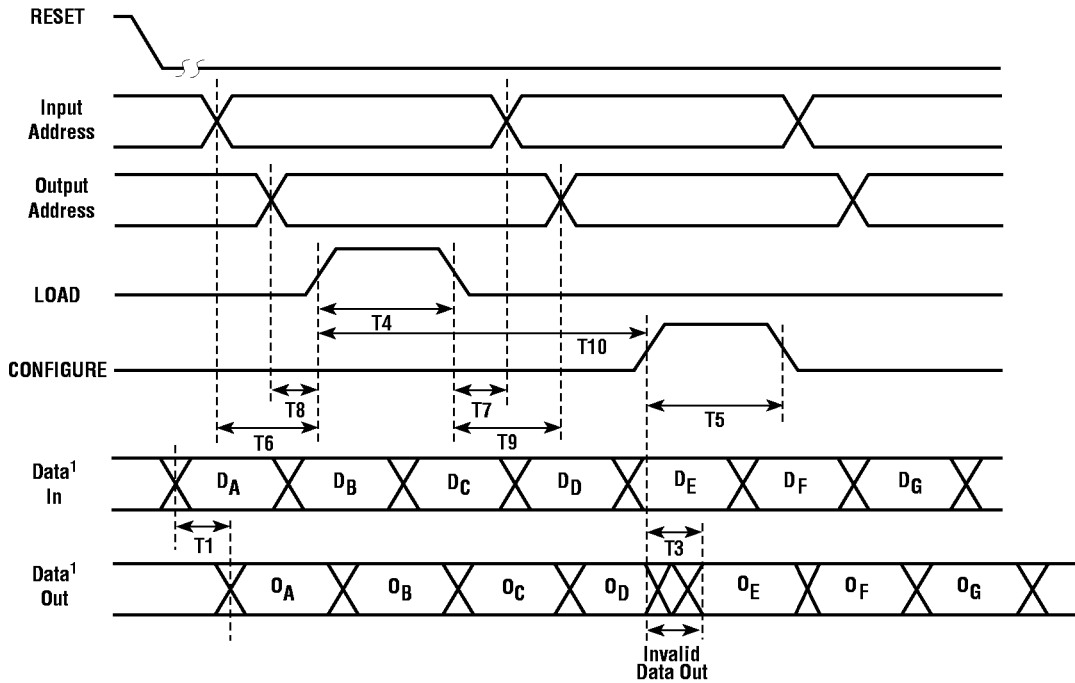 RESET
Input
Address
Output
Address
LOAD
T4
T10
CONFIGURE
T8
T7
T5
T6
T9
Data¹
In
DA
DB
DC
DD
DE
DF
DG
T1
T3
Data¹
Out
OA
OB
OC
OD
OE
OF
OG
Invalid
Data Out